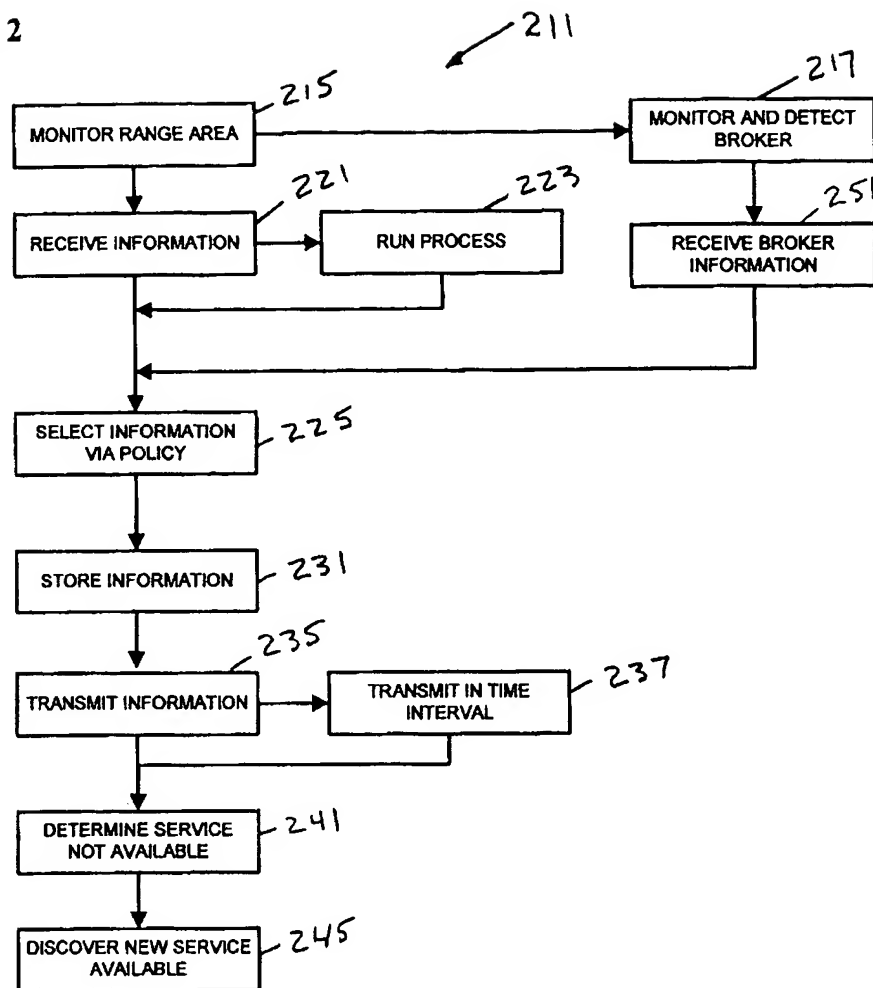 2
211
215
217
MONITOR RANGE AREA
MONITOR AND DETECT
BROKER
221
223
251
RECEIVE INFORMATION
RUN PROCESS
RECEIVE BROKER
INFORMATION
SELECT INFORMATION
VIA POLICY
225
STORE INFORMATION
231
235
237
TRANSMIT INFORMATION
TRANSMIT IN TIME
INTERVAL
DETERMINE SERVICE
NOT AVAILABLE
241
DISCOVER NEW SERVICE
AVAILABLE
245